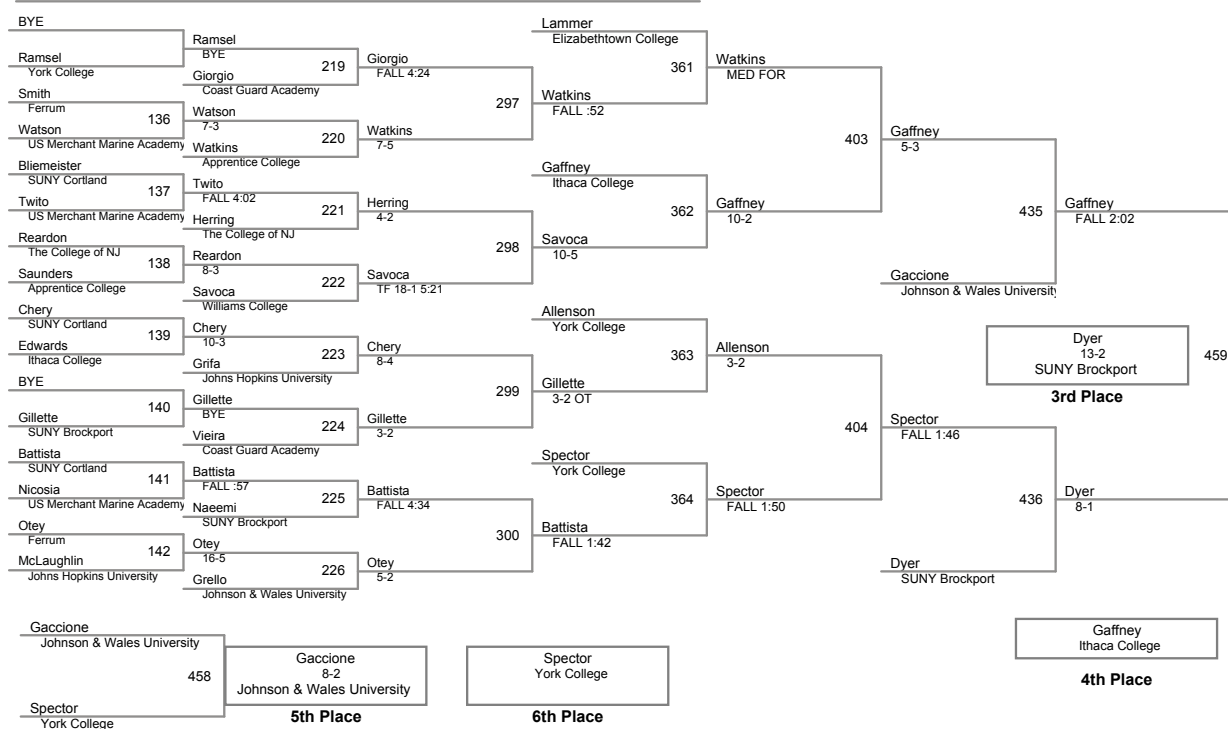 BYE
Ramsel
York College
Smith
Ferrum
136
Watson
US Merchant Marine Academy
Bliemeister
SUNY Cortland
137
Twito
US Merchant Marine Academy
Reardon
The College of NJ
138
Saunders
Apprentice College
Chery
SUNY Cortland
139
Edwards
Ithaca College
BYE
140
Gillette
SUNY Brockport
Battista
SUNY Cortland
141
Nicosia
US Merchant Marine Academy
Otey
Ferrum
142
McLaughlin
Johns Hopkins University
Ramsel
BYE
219
Giorgio
Coast Guard Academy
Watson
7-3
220
Watkins
Apprentice College
Twito
FALL 4:02
221
Herring
The College of NJ
Reardon
8-3
222
Savoca
Williams College
Chery
10-3
223
Grifa
Johns Hopkins University
Gillette
BYE
224
Vieira
Coast Guard Academy
Battista
FALL :57
225
Naeemi
SUNY Brockport
Otey
16-5
226
Grello
Johnson & Wales University
Giorgio
FALL 4:24
297
Watkins
7-5
Herring
4-2
298
Savoca
TF 18-1 5:21
Chery
8-4
299
Gillette
3-2
Battista
FALL 4:34
300
Otey
5-2
Lammer
Elizabethtown College
361
Watkins
FALL :52
Gaffney
Ithaca College
362
Savoca
10-5
Allenson
York College
363
Gillette
3-2 OT
Spector
York College
364
Battista
FALL 1:42
Watkins
MED FOR
403
Gaffney
10-2
Allenson
3-2
404
Spector
FALL 1:50
Gaffney
5-3
435
Gaccione
Johnson & Wales University
Spector
FALL 1:46
436
Dyer
SUNY Brockport
Gaffney
FALL 2:02
Dyer
13-2
SUNY Brockport
459
3rd Place
Dyer
8-1
Gaffney
Ithaca College
4th Place
Gaccione
Johnson & Wales University
458
Spector
York College
Gaccione
8-2
Johnson & Wales University
5th Place
Spector
York College
6th Place